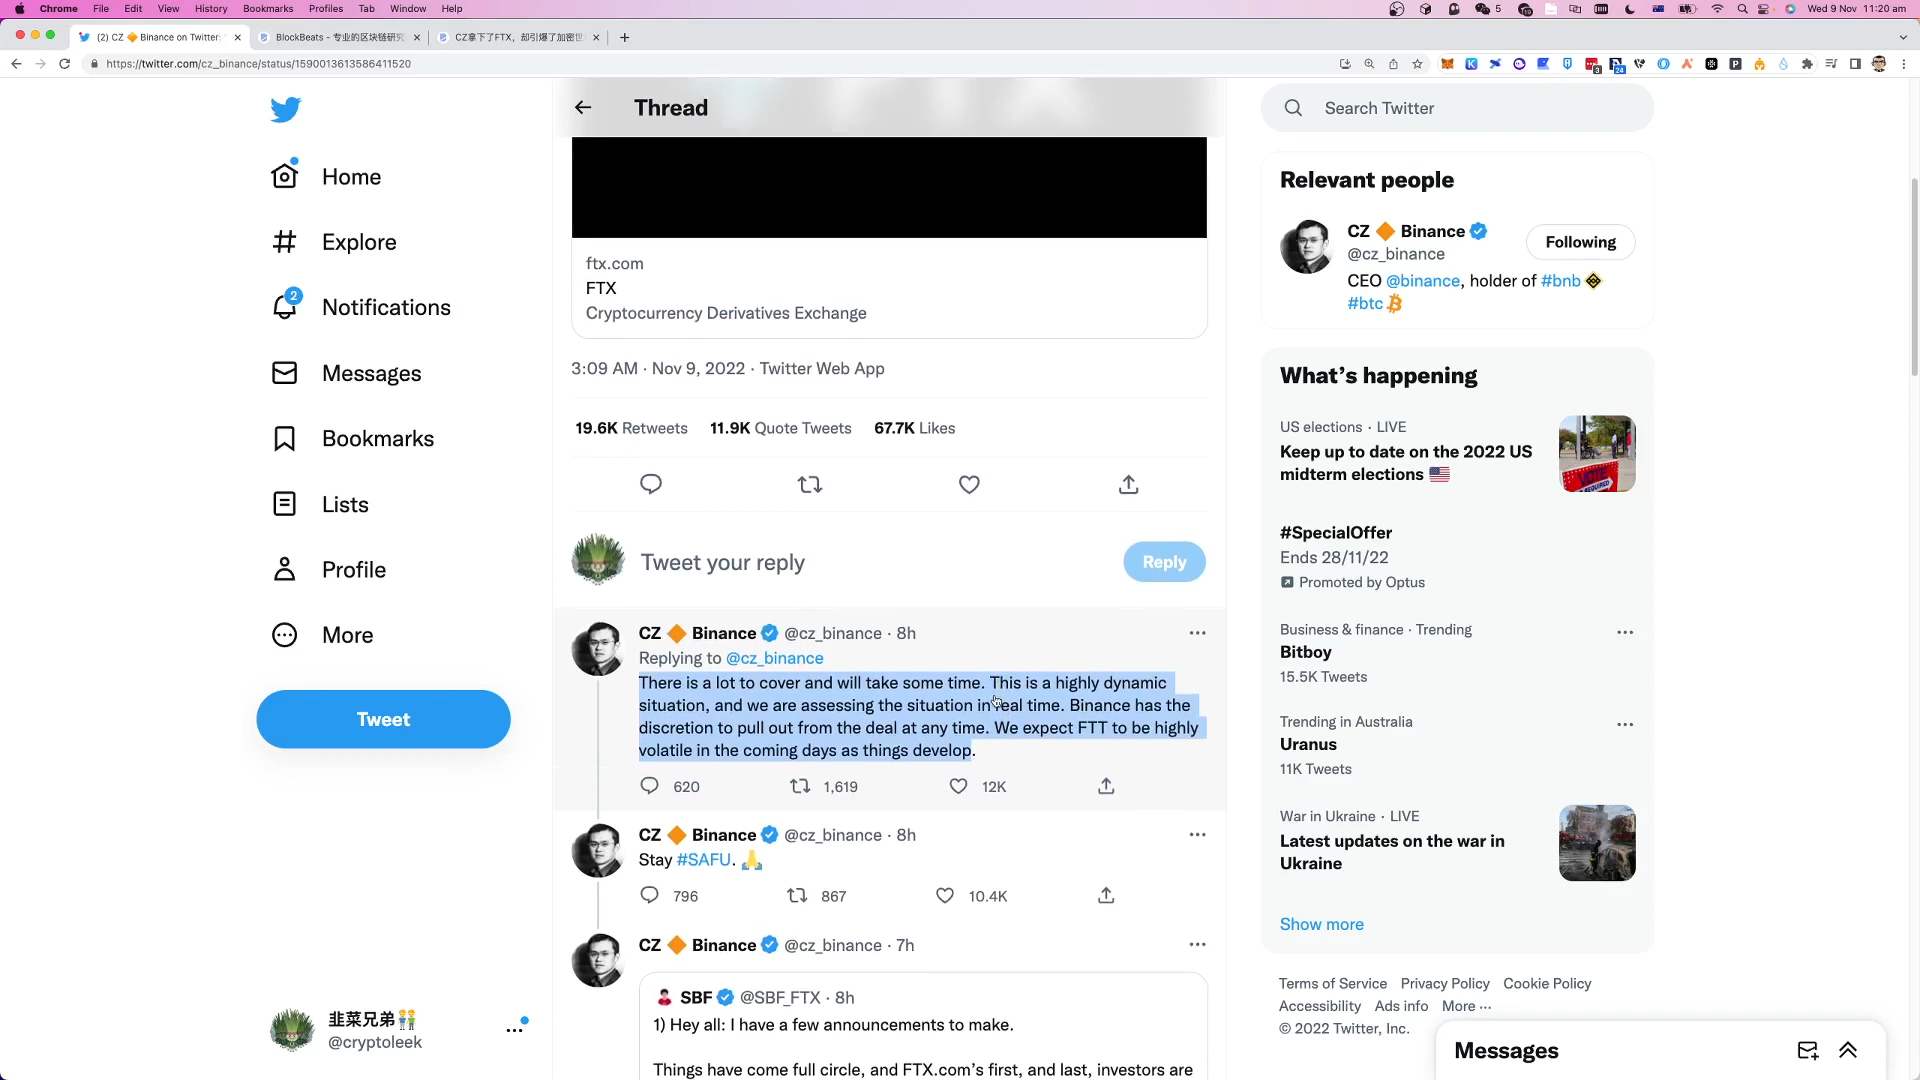 Chrome File Edit View History Bookmarks Profiles Tab Window Help
5
Wed 9 Nov 11:20 am
(2) CZ 🔶 Binance on Twitter:
BlockBeats - 专业的区块链研究
CZ拿下了FTX，却引爆了加密世
https://twitter.com/cz_binance/status/1590013613586411520
Home
Explore
2
Notifications
Messages
Bookmarks
Lists
Profile
More
Tweet
韭菜兄弟👬
@cryptoleek
Thread
ftx.com
FTX
Cryptocurrency Derivatives Exchange
3:09 AM · Nov 9, 2022 · Twitter Web App
19.6K Retweets 11.9K Quote Tweets 67.7K Likes
Tweet your reply
Reply
CZ 🔶 Binance @cz_binance · 8h
Replying to @cz_binance
There is a lot to cover and will take some time. This is a highly dynamic
situation, and we are assessing the situation in real time. Binance has the
discretion to pull out from the deal at any time. We expect FTT to be highly
volatile in the coming days as things develop.
620 1,619 12K
CZ 🔶 Binance @cz_binance · 8h
Stay #SAFU. 🙏
796 867 10.4K
CZ 🔶 Binance @cz_binance · 7h
SBF @SBF_FTX · 8h
1) Hey all: I have a few announcements to make.
Things have come full circle, and FTX.com’s first, and last, investors are
Search Twitter
Relevant people
CZ 🔶 Binance
@cz_binance
Following
CEO @binance, holder of #bnb
#btc
What’s happening
US elections · LIVE
Keep up to date on the 2022 US
midterm elections 🇺🇸
VOTE
#SpecialOffer
Ends 28/11/22
Promoted by Optus
Business & finance · Trending
Bitboy
15.5K Tweets
Trending in Australia
Uranus
11K Tweets
War in Ukraine · LIVE
Latest updates on the war in
Ukraine
Show more
Terms of Service Privacy Policy Cookie Policy
Accessibility Ads info More ···
© 2022 Twitter, Inc.
Messages